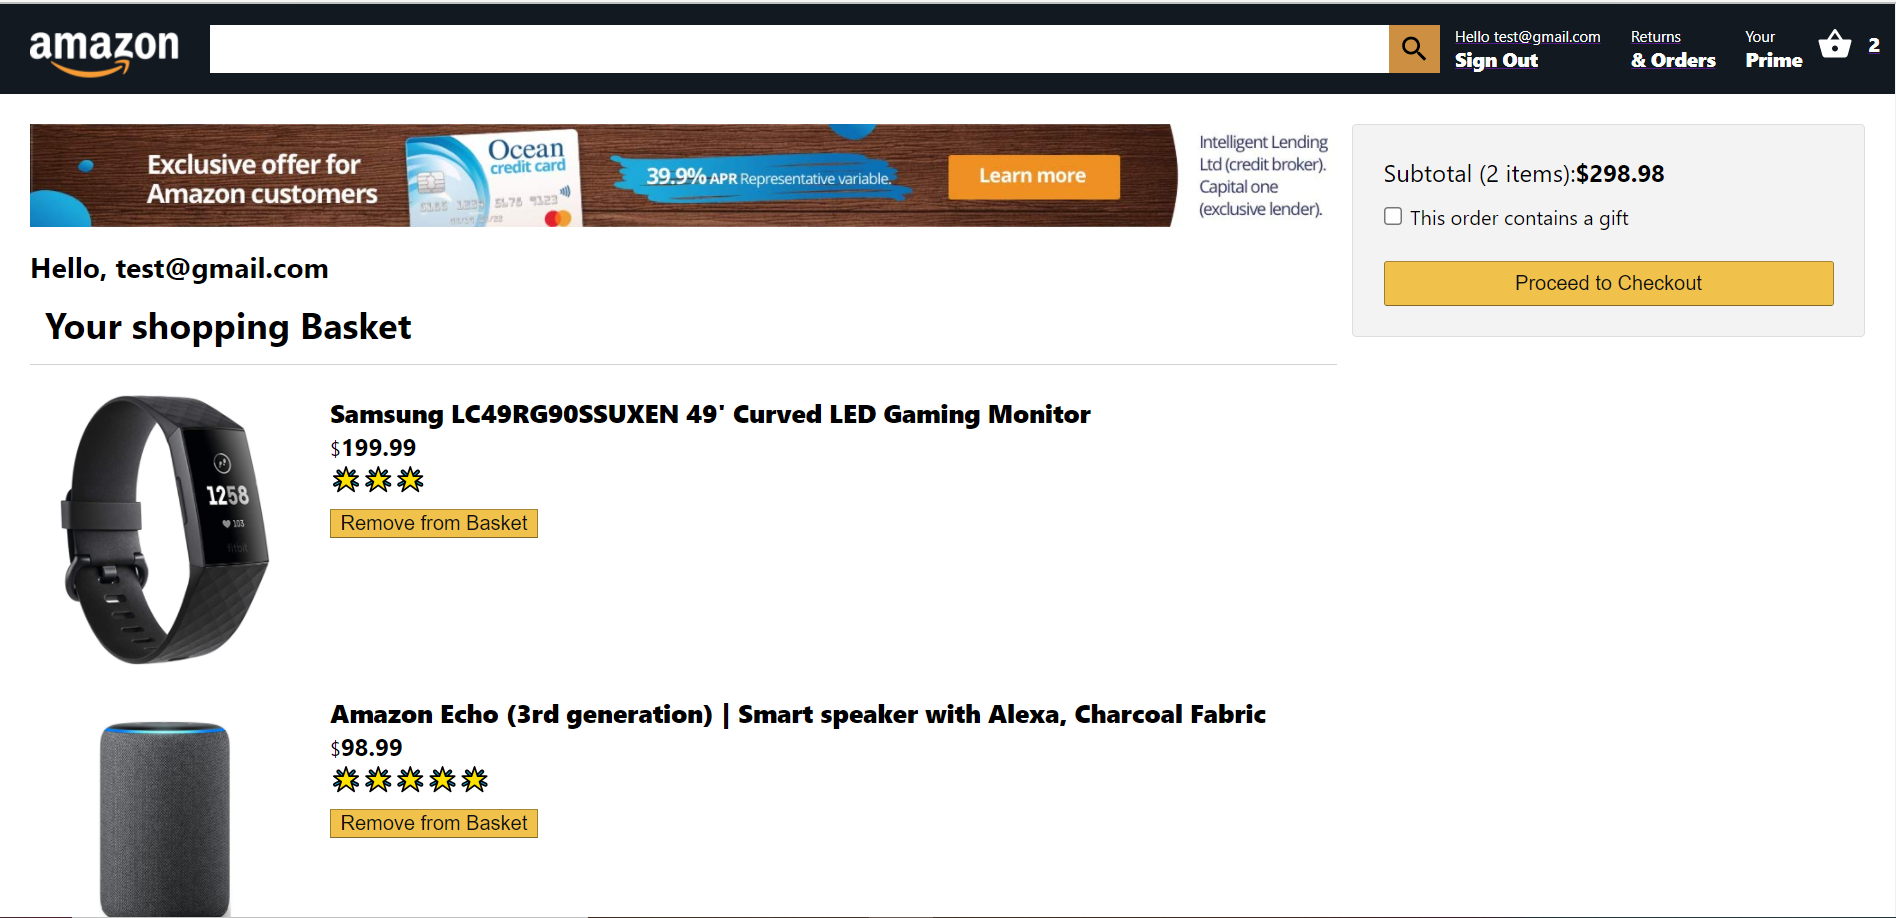 amazon
Hello test@gmail.com
Sign Out
Returns
& Orders
Your
Prime
2
Exclusive offer for
Amazon customers
Ocean
credit card
39.9% APR Representative variable.
Learn more
Intelligent Lending
Ltd (credit broker).
Capital one
(exclusive lender).
Subtotal (2 items):$298.98
This order contains a gift
Proceed to Checkout
Hello, test@gmail.com
Your shopping Basket
Samsung LC49RG90SSUXEN 49' Curved LED Gaming Monitor
$199.99
Remove from Basket
1258
103
fitbit
Amazon Echo (3rd generation) | Smart speaker with Alexa, Charcoal Fabric
$98.99
Remove from Basket